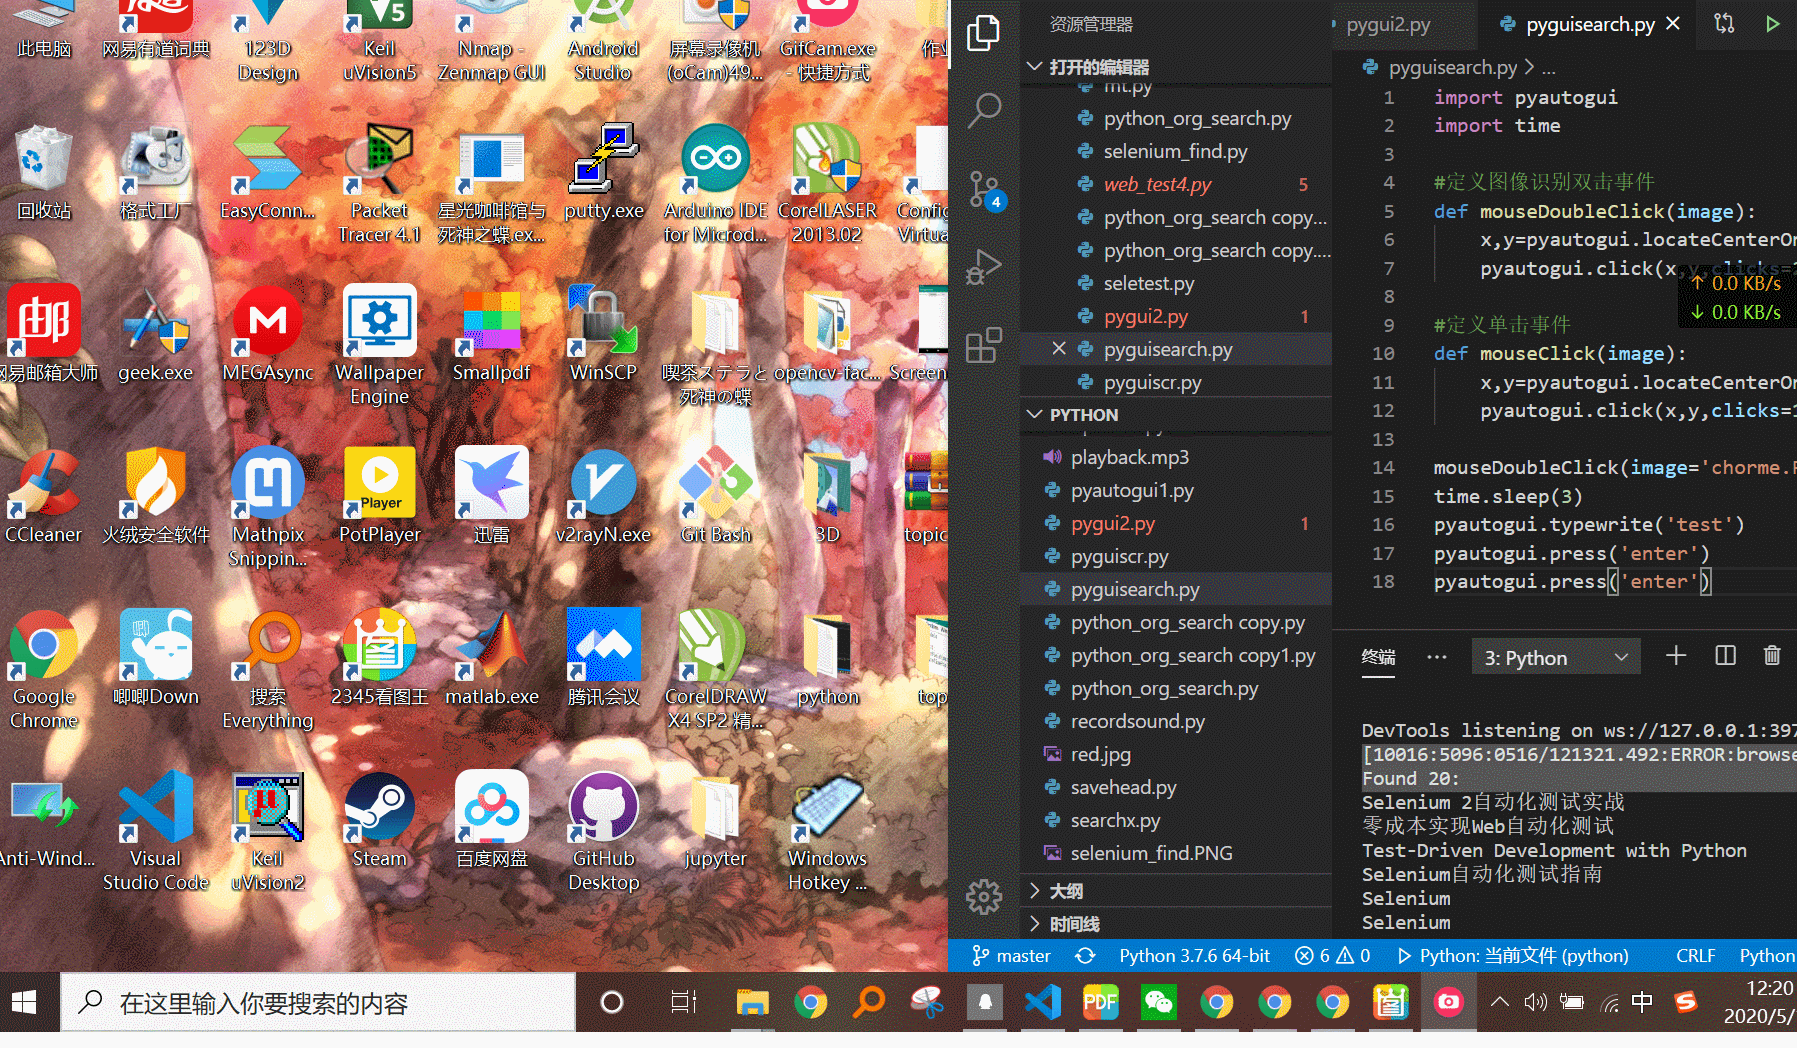 此电脑
网易有道词典
123D
Design
Keil
uVision5
Nmap -
Zenmap GUI
Android
Studio
屏幕录像机
(oCam)49...
GifCam.exe
- 快捷方式
回收站
格式工厂
EasyConn...
Packet
Tracer 4.1
星光咖啡馆与
死神之蝶.ex...
putty.exe
Arduino IDE
for Microd...
CorelLASER
2013.02
Config
Virtua
邮
网易邮箱大师
geek.exe
MEGAsync
Wallpaper
Engine
Smallpdf
WinSCP
喫茶ステラと
死神の蝶
opencv-fac...
Screen
CCleaner
火绒安全软件
Mathpix
Snippin...
Player
PotPlayer
迅雷
v2rayN.exe
Git Bash
3D
topic
Google
Chrome
唧唧Down
搜索
Everything
2345看图王
matlab.exe
腾讯会议
CorelDRAW
X4 SP2 精...
python
top
Anti-Wind...
Visual
Studio Code
Keil
uVision2
Steam
百度网盘
GitHub
Desktop
jupyter
Windows
Hotkey ...
4
资源管理器
打开的编辑器
mt.py
python_org_search.py
selenium_find.py
web_test4.py 5
python_org_search copy...
python_org_search copy....
seletest.py
pygui2.py 1
pyguisearch.py
pyguiscr.py
PYTHON
playback.mp3
pyautogui1.py
pygui2.py 1
pyguiscr.py
pyguisearch.py
python_org_search copy.py
python_org_search copy1.py
python_org_search.py
recordsound.py
red.jpg
savehead.py
searchx.py
selenium_find.PNG
大纲
时间线
pygui2.py
pyguisearch.py
pyguisearch.py > ...
1 import pyautogui
2 import time
3
4 #定义图像识别双击事件
5 def mouseDoubleClick(image):
6 x,y=pyautogui.locateCenterOn
7 pyautogui.click(x,y,clicks=
8
9 #定义单击事件
10 def mouseClick(image):
11 x,y=pyautogui.locateCenterOn
12 pyautogui.click(x,y,clicks=1
13
14 mouseDoubleClick(image='chorme.P
15 time.sleep(3)
16 pyautogui.typewrite('test')
17 pyautogui.press('enter')
18 pyautogui.press('enter')
↑ 0.0 KB/s
↓ 0.0 KB/s
终端 ... 3: Python
DevTools listening on ws://127.0.0.1:397
[10016:5096:0516/121321.492:ERROR:browse
Found 20:
Selenium 2自动化测试实战
零成本实现Web自动化测试
Test-Driven Development with Python
Selenium自动化测试指南
Selenium
Selenium
master Python 3.7.6 64-bit 6 0 Python: 当前文件 (python) CRLF Python
在这里输入你要搜索的内容
PDF
中
12:20
2020/5/